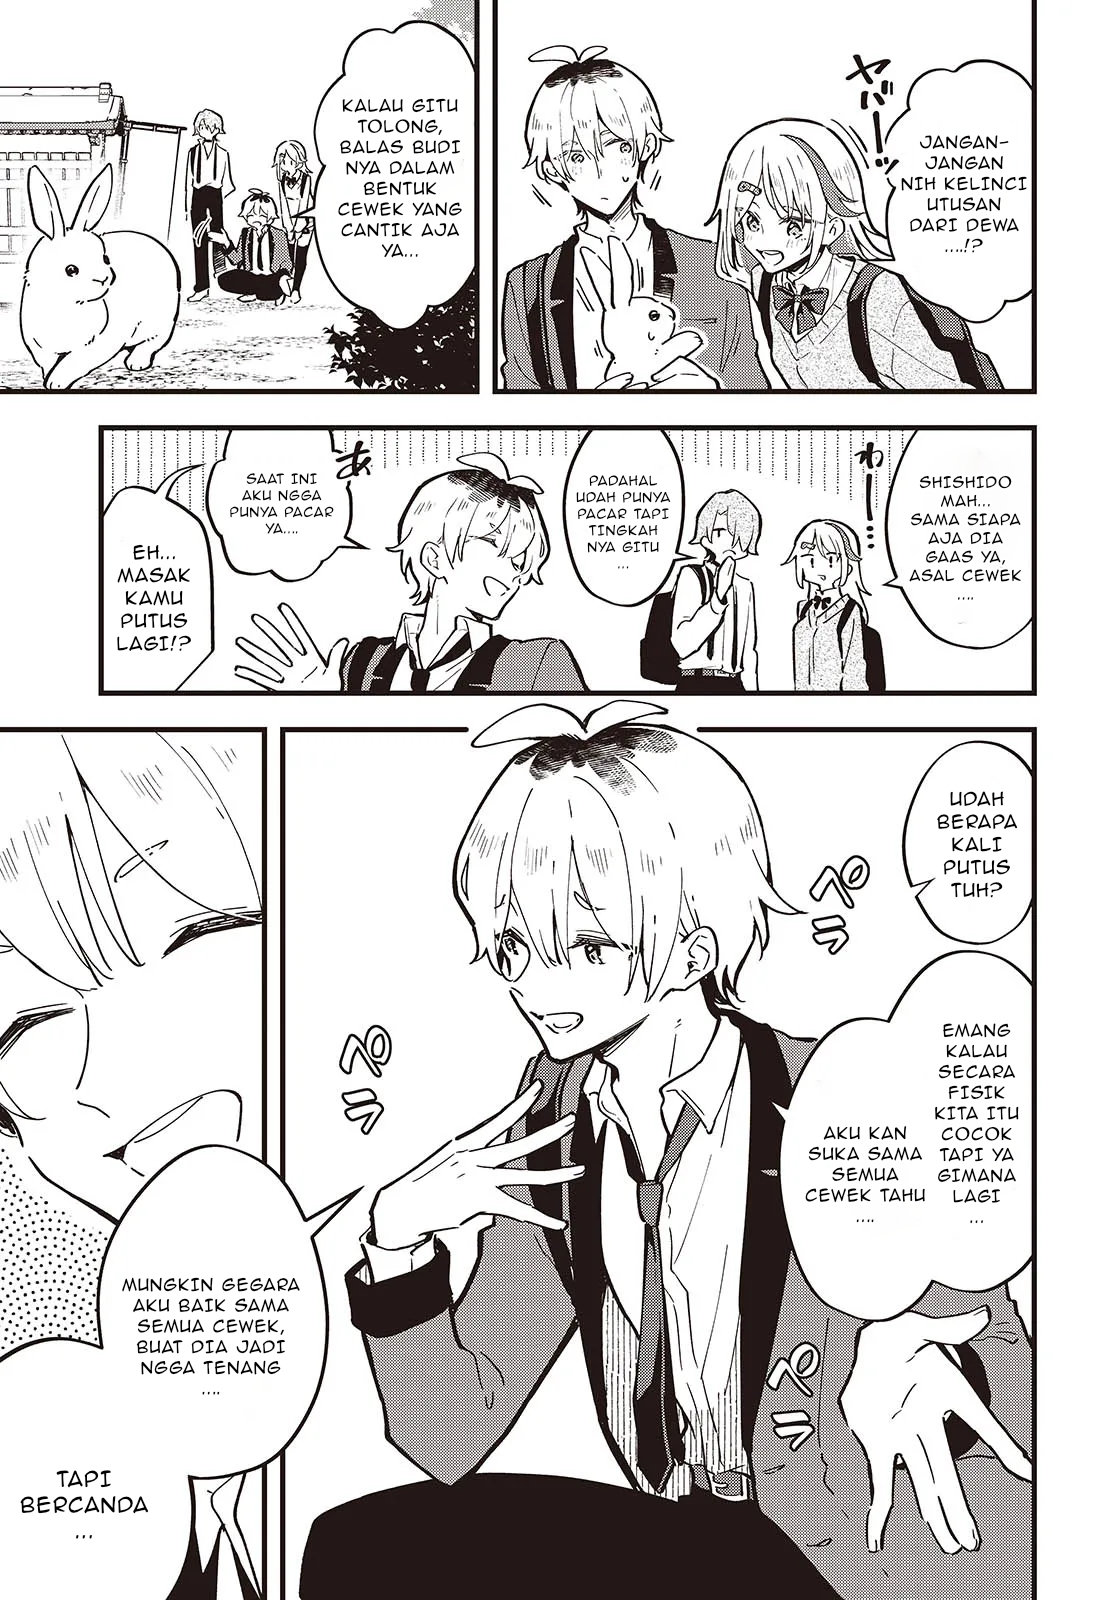 JANGAN-
JANGAN
NIH KELINCI
UTUSAN
DARI DEWA
....!?
ヤバー
KALAU GITU
TOLONG,
BALAS BUDI
NYA DALAM
BENTUK
CEWEK YANG
CANTIK AJA
YA...
SHISHIDO
MAH...
SAMA SIAPA
AJA DIA
GAAS YA,
ASAL CEWEK
....
わー…
PADAHAL
UDAH PUNYA
PACAR TAPI
TINGKAH
NYA GITU
...
あ
SAAT INI
AKU NGGA
PUNYA PACAR
YA....
EH...
MASAK
KAMU
PUTUS
LAGI!?
UDAH
BERAPA
KALI
PUTUS
TUH?
ペラ
EMANG
KALAU
SECARA
FISIK
KITA ITU
COCOK
TAPI YA
GIMANA
LAGI
...
AKU KAN
SUKA SAMA
SEMUA
CEWEK TAHU
....
ペラ
ペラ
MUNGKIN GEGARA
AKU BAIK SAMA
SEMUA CEWEK,
BUAT DIA JADI
NGGA TENANG
....
TAPI
BERCANDA
...